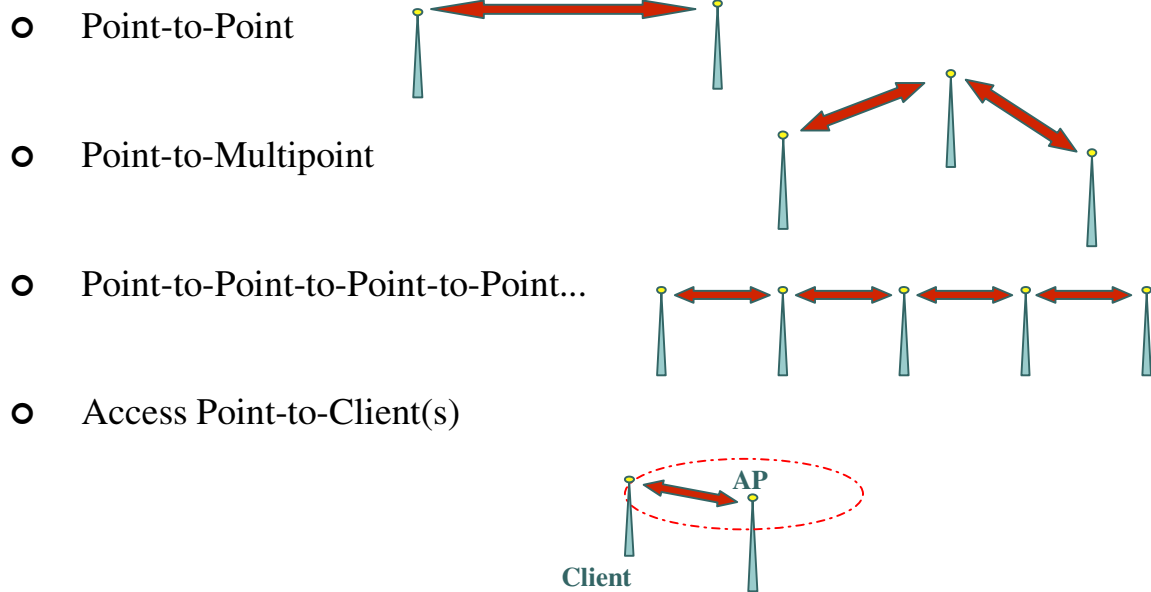 Point-to-Point
Point-to-Multipoint
Point-to-Point-to-Point-to-Point...
Access Point-to-Client(s)
AP
Client